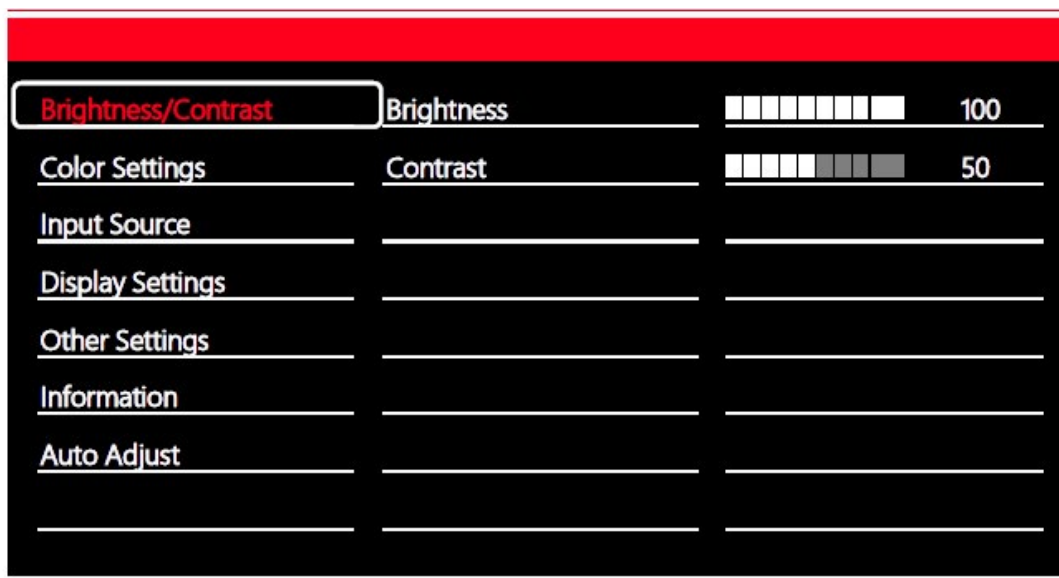 Brightness/Contrast Brightness 100
Color Settings Contrast 50
Input Source
Display Settings
Other Settings
Information
Auto Adjust